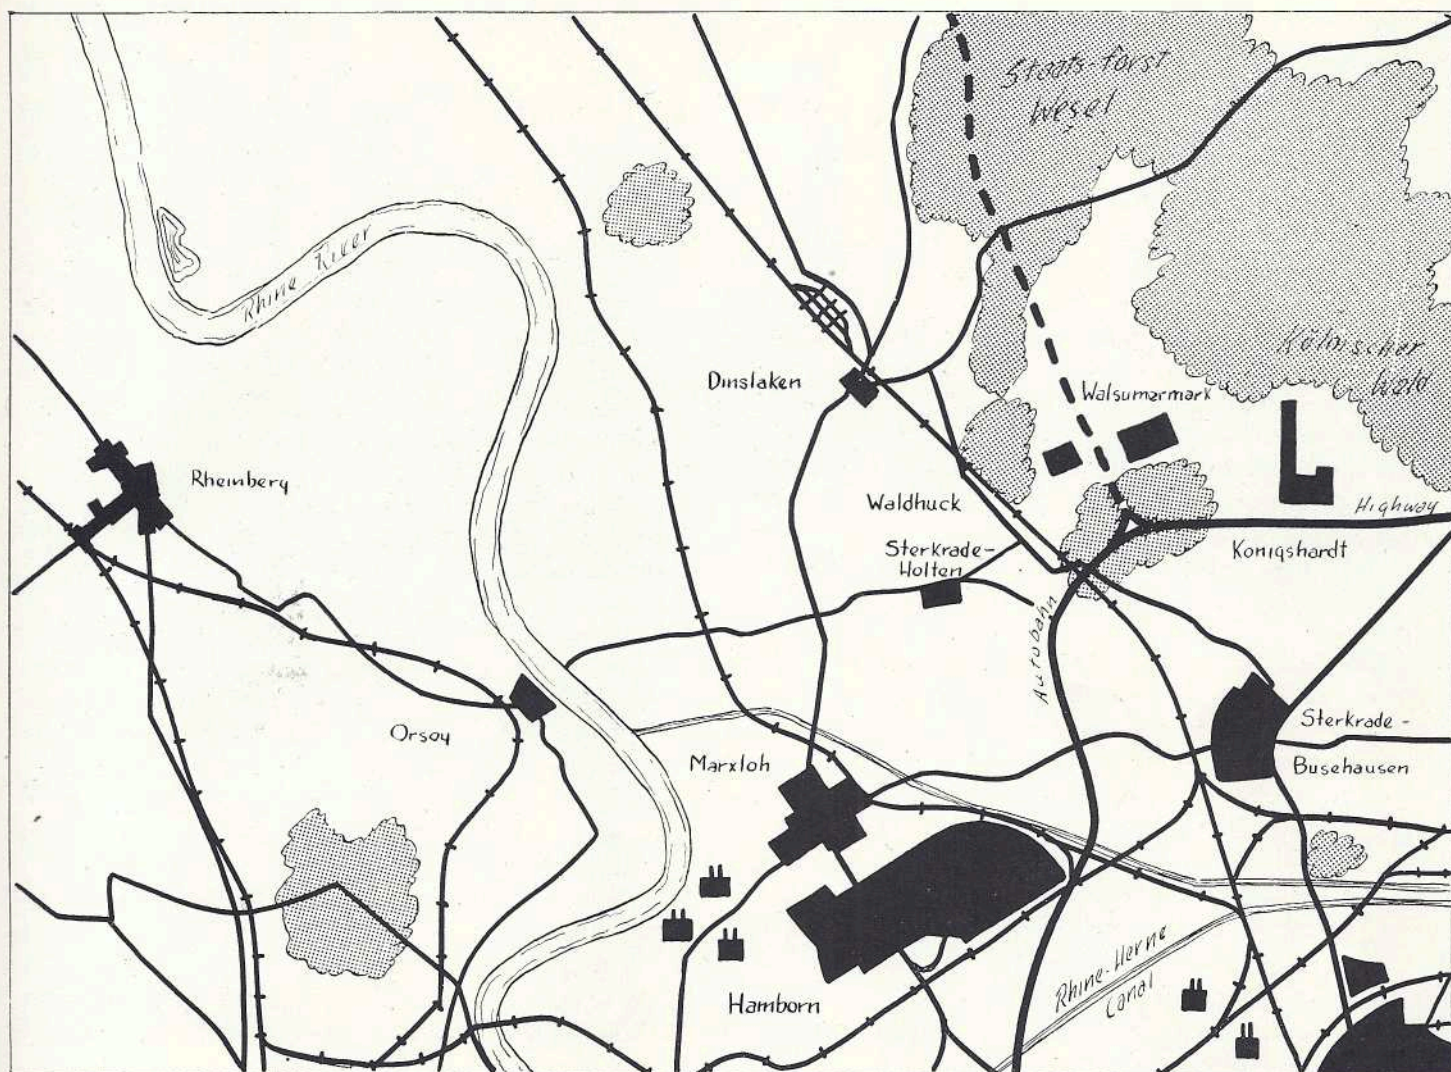 Staats-forst
Wesel
Rhine River
Kölnischer
Wald
Dinslaken
Walsumermark
Rheinberg
Waldhuck
Highway
Sterkrade-
Holten
Konigshardt
Autobahn
Orsoy
Sterkrade-
Marxloh
Busehausen
Rhine-Herne
Canal
Hamborn